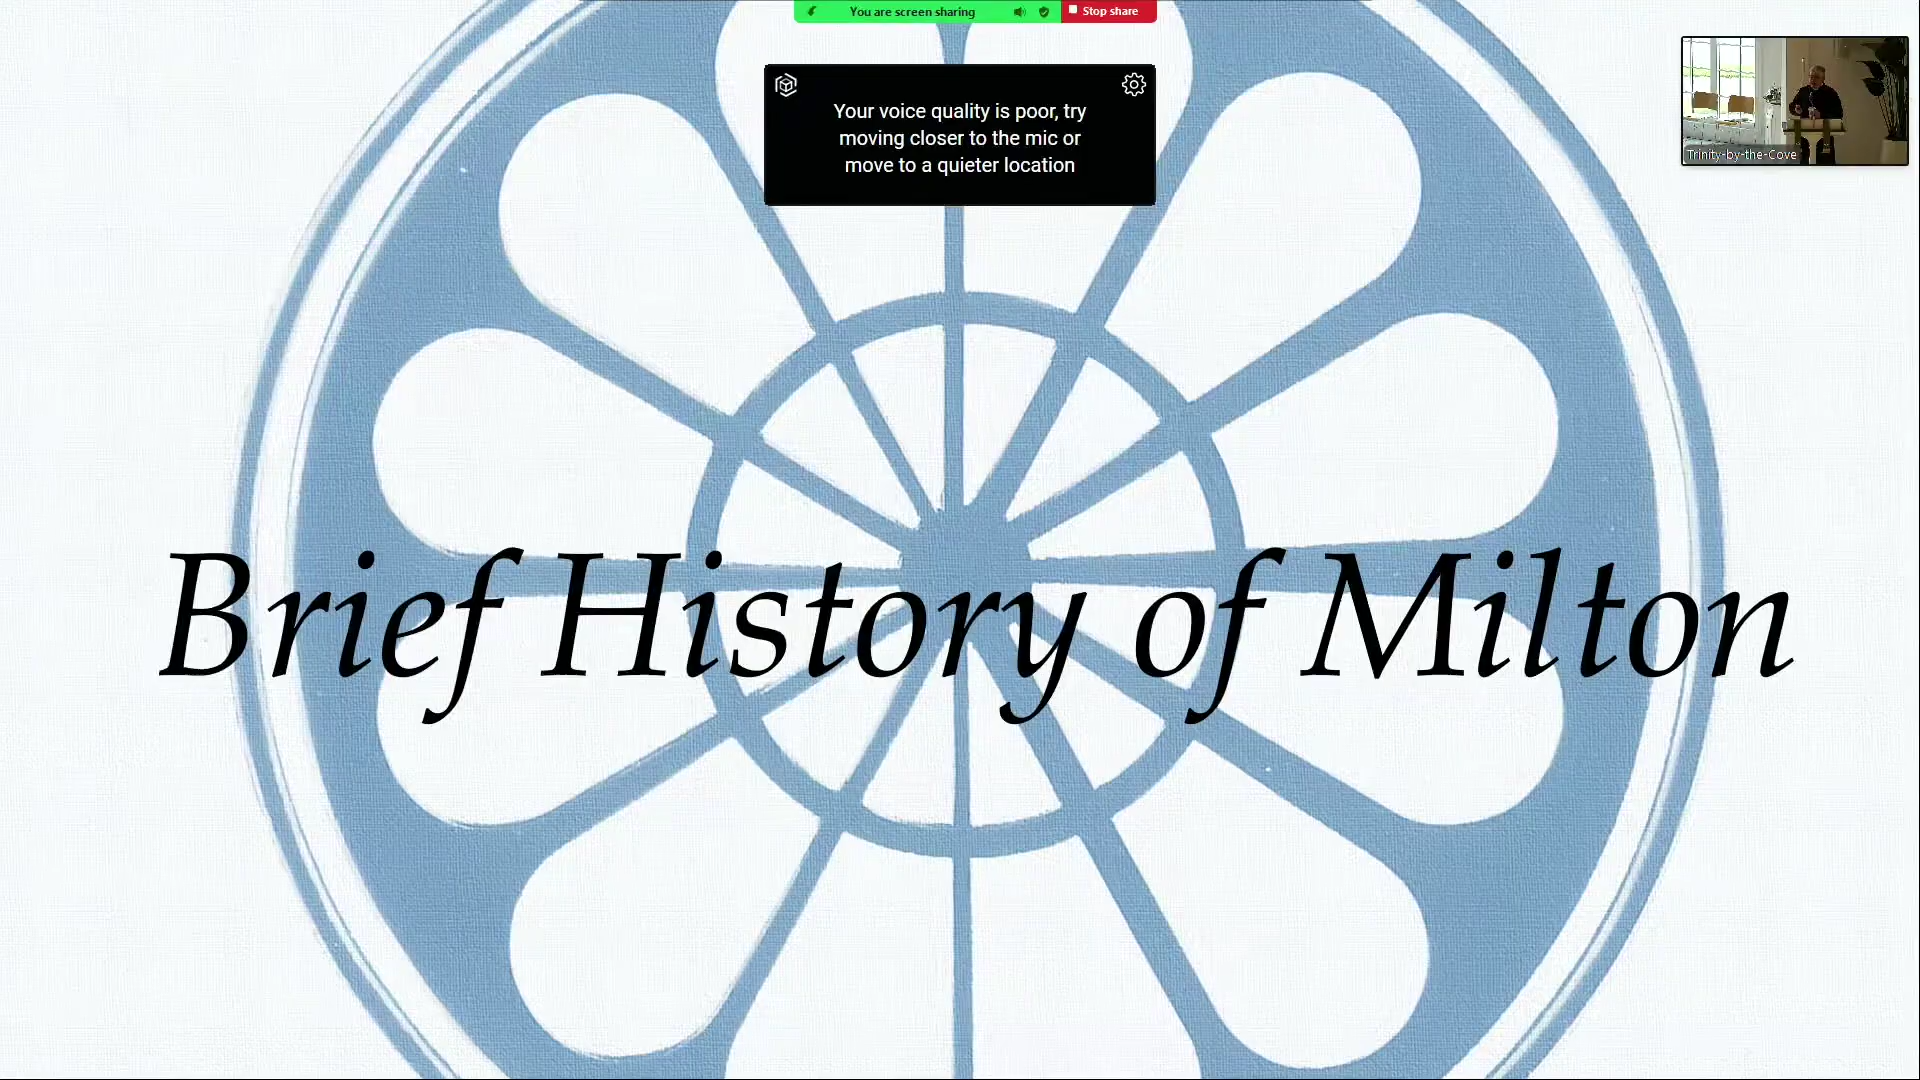 You are screen sharing
Stop share
Your voice quality is poor, try
moving closer to the mic or
move to a quieter location
Trinity-by-the-Cove
Brief History of Milton